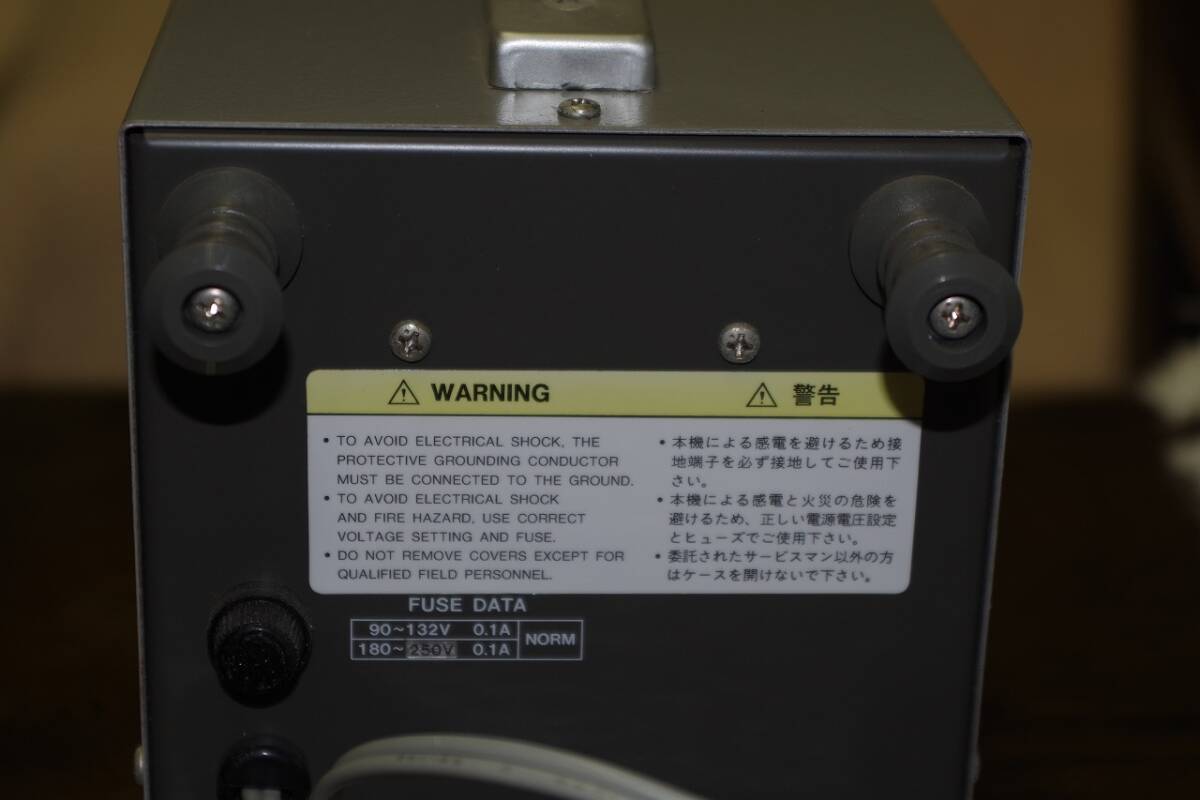 ⚠ WARNING
• TO AVOID ELECTRICAL SHOCK, THE
PROTECTIVE GROUNDING CONDUCTOR
MUST BE CONNECTED TO THE GROUND.
• TO AVOID ELECTRICAL SHOCK
AND FIRE HAZARD, USE CORRECT
VOLTAGE SETTING AND FUSE.
• DO NOT REMOVE COVERS EXCEPT FOR
QUALIFIED FIELD PERSONNEL.
⚠ 警告
• 本機による感電を避けるため接
地端子を必ず接地してご使用下
さい。
• 本機による感電と火災の危険を
避けるため、正しい電源電圧設定
とヒューズでご使用下さい。
• 委託されたサービスマン以外の方
はケースを開けないで下さい。
FUSE DATA
90~132V 0.1A
180~250V 0.1A
NORM